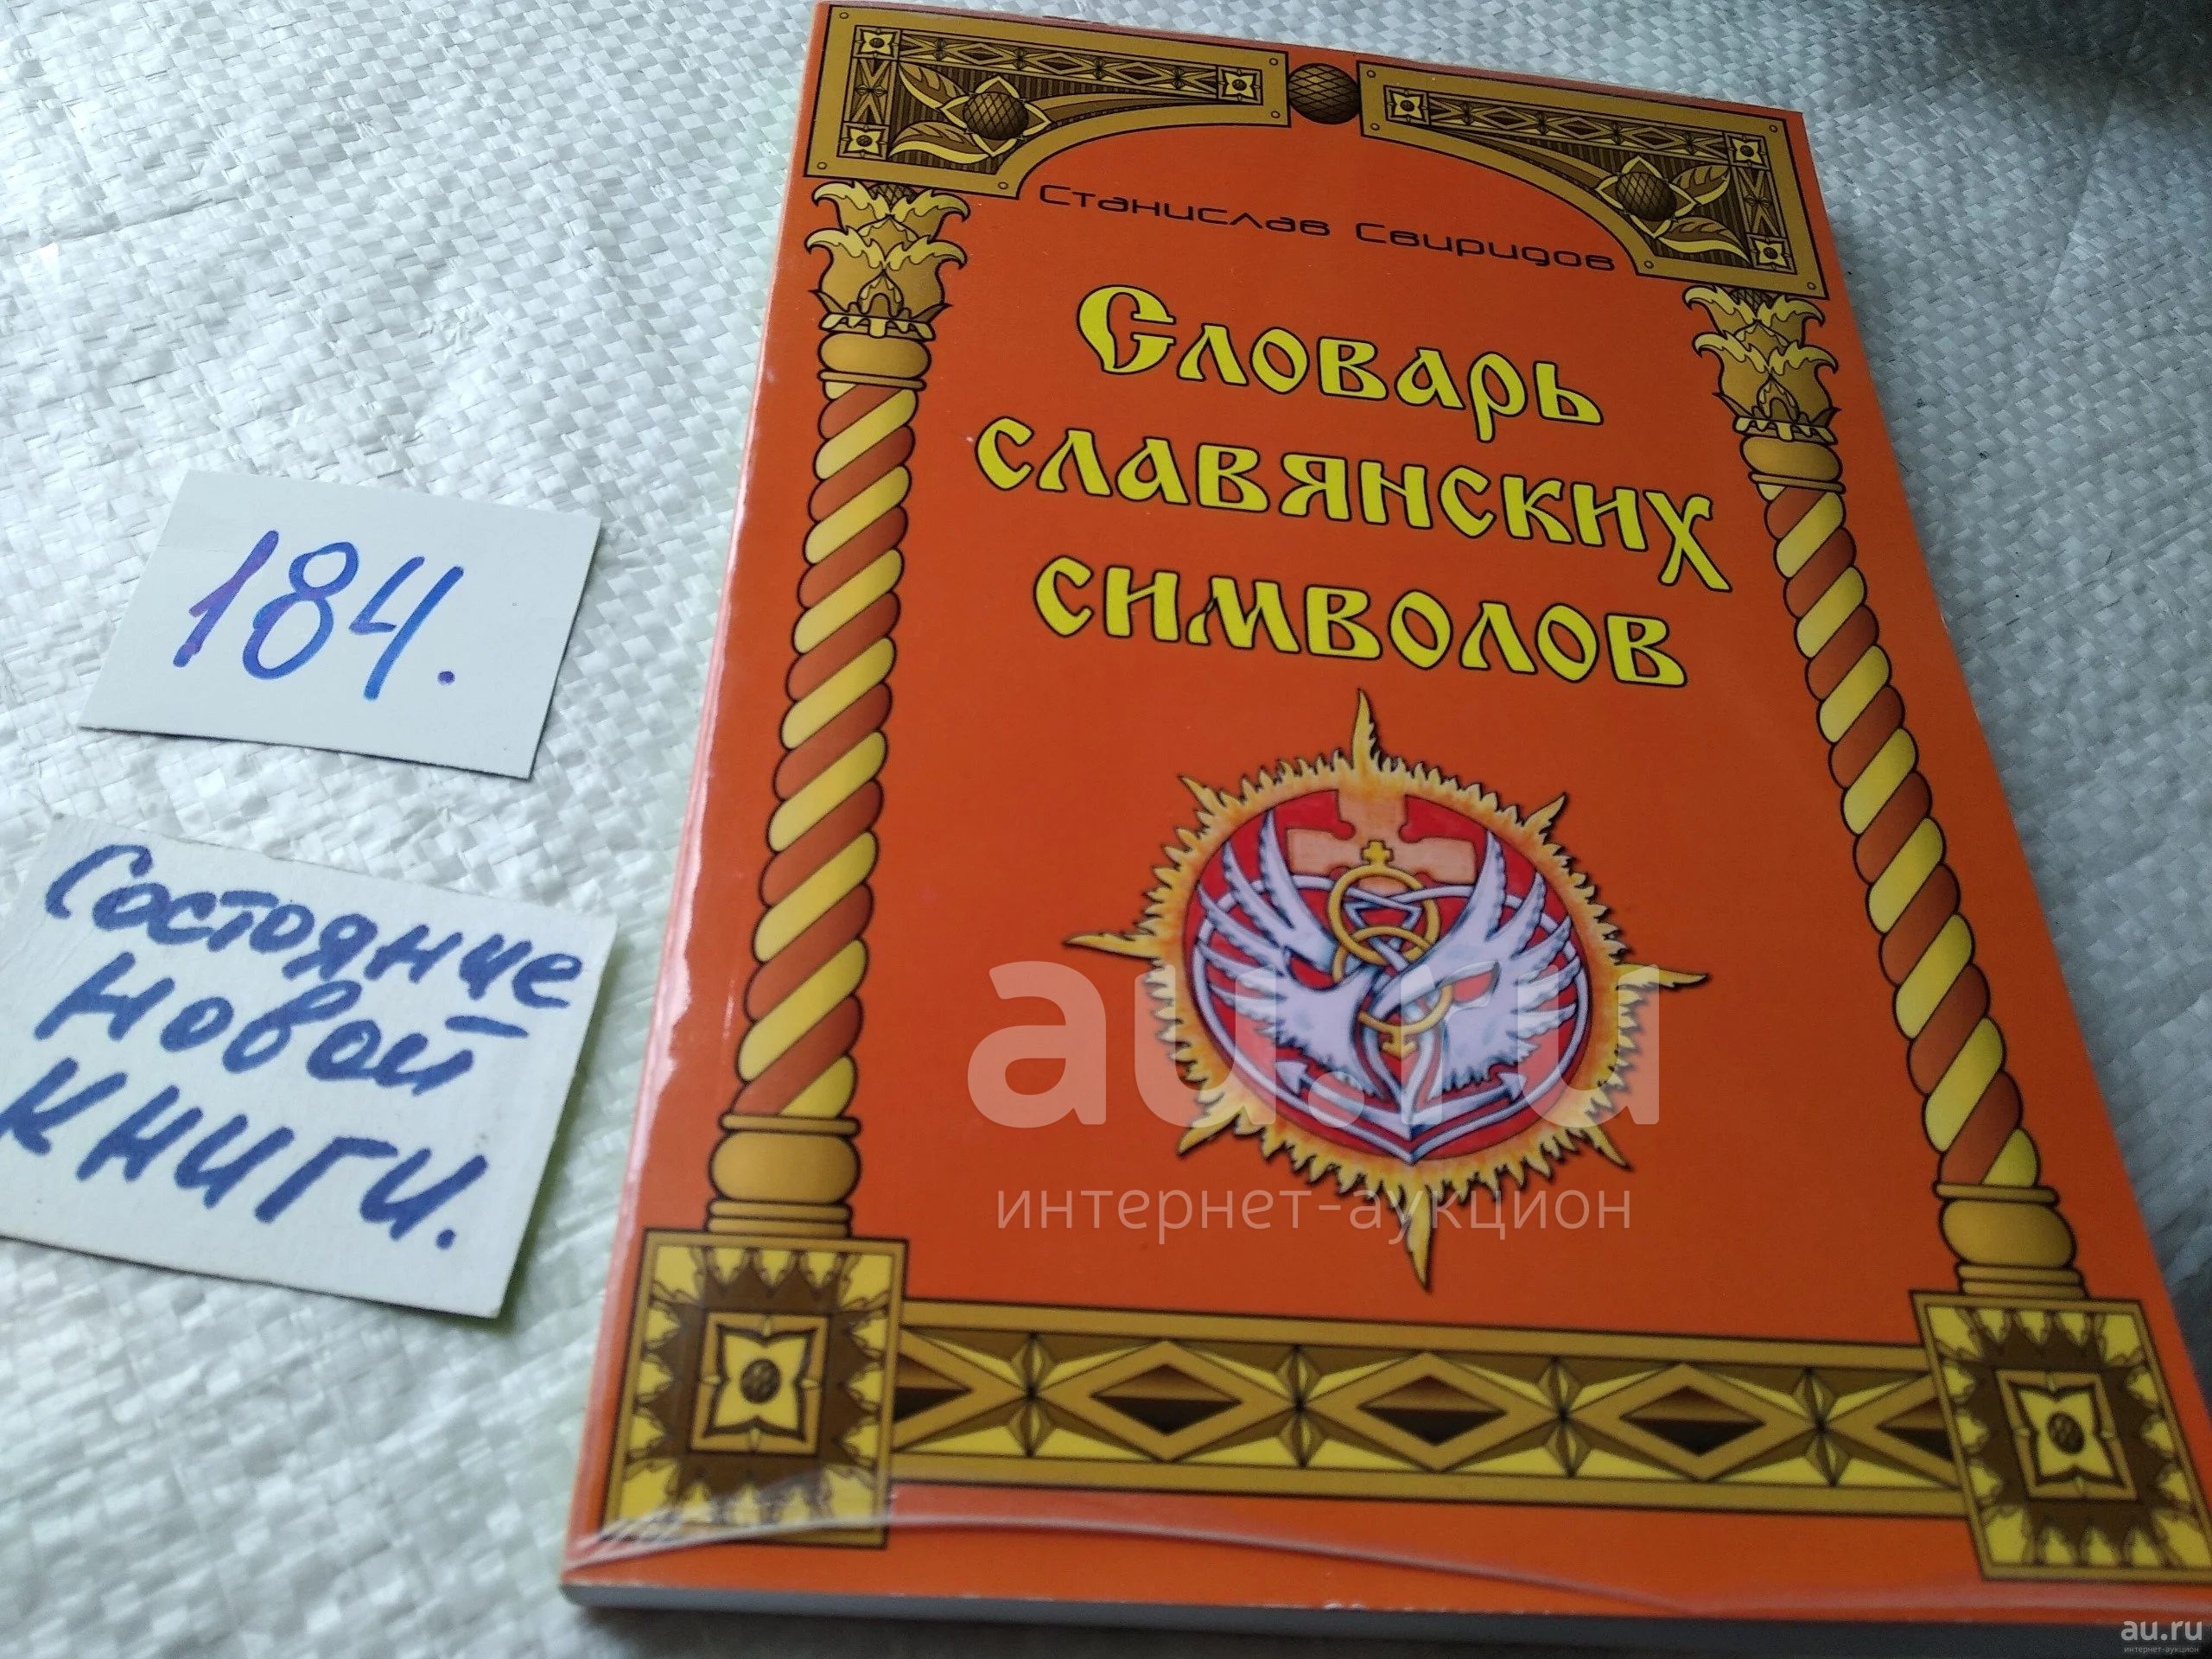 Станислав Свиридов
Словарь
славянских
символов
184.
Состояние
новой
книги.
au.ru
интернет-аукцион
au.ru
интернет-аукцион